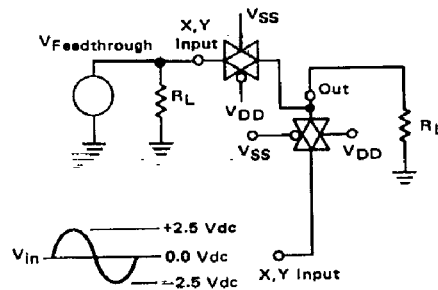 VSS
X,Y
Input
VFeedthrough
RL
VDD
Out
VSS
VDD
RL
+2.5 Vdc
Vin
0.0 Vdc
−2.5 Vdc
X,Y Input